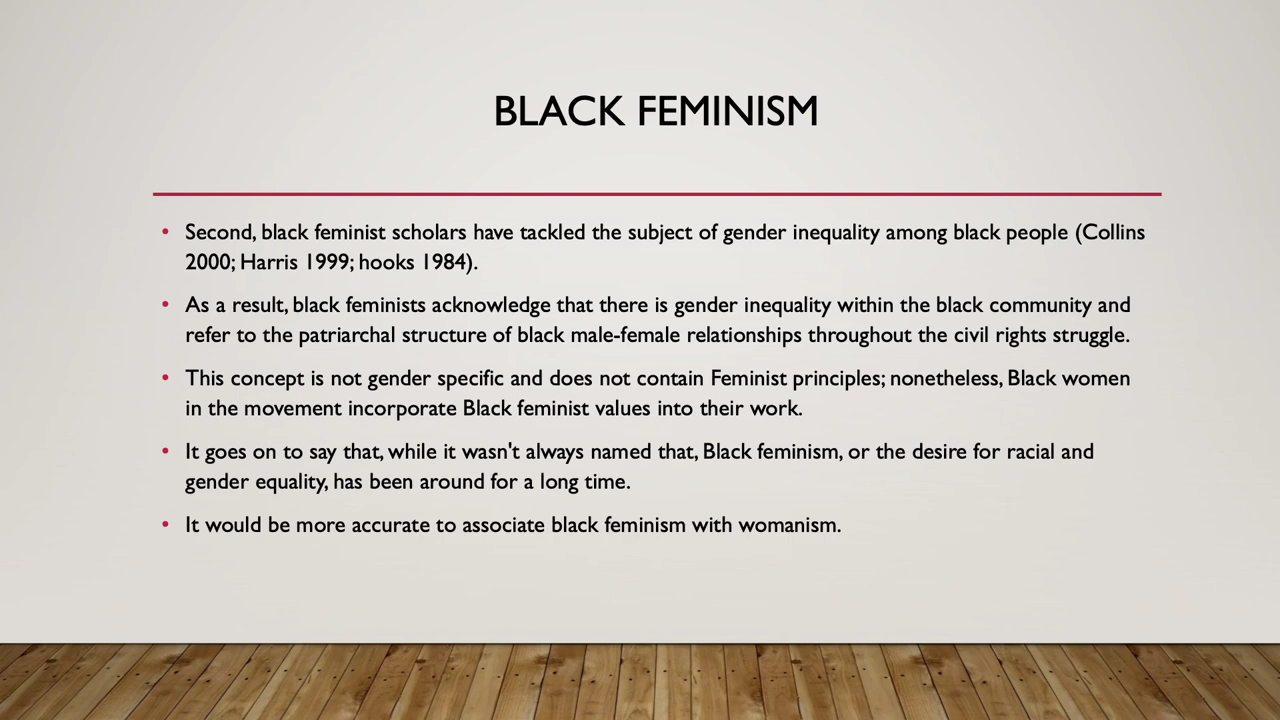 BLACK FEMINISM
• Second, black feminist scholars have tackled the subject of gender inequality among black people (Collins
2000; Harris 1999; hooks 1984).
• As a result, black feminists acknowledge that there is gender inequality within the black community and
refer to the patriarchal structure of black male-female relationships throughout the civil rights struggle.
• This concept is not gender specific and does not contain Feminist principles; nonetheless, Black women
in the movement incorporate Black feminist values into their work.
• It goes on to say that, while it wasn't always named that, Black feminism, or the desire for racial and
gender equality, has been around for a long time.
• It would be more accurate to associate black feminism with womanism.